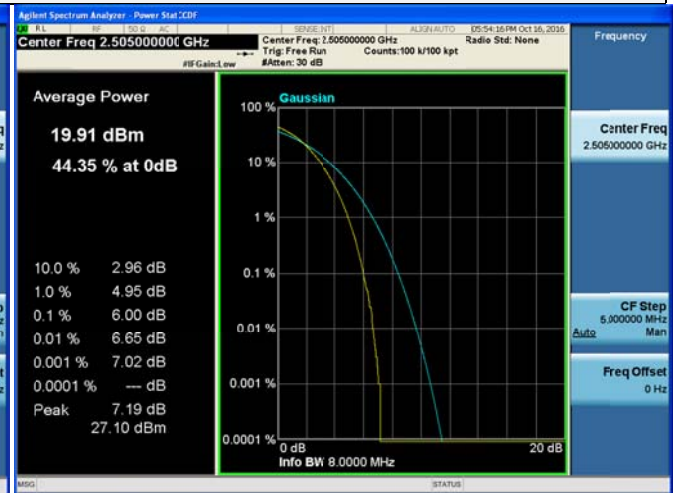 Agilent Spectrum Analyzer - Power Stat CCDF
RL RF 50 Ω AC SENSE:INT ALIGN AUTO 05:54:16 PM Oct 16, 2016
Center Freq 2.505000000 GHz
Center Freq: 2.505000000 GHz Radio Std: None
Trig: Free Run Counts:100 k/100 kpt
#IFGain:Low #Atten: 30 dB
Frequency
Average Power
19.91 dBm
44.35 % at 0dB
10.0 % 2.96 dB
1.0 % 4.95 dB
0.1 % 6.00 dB
0.01 % 6.65 dB
0.001 % 7.02 dB
0.0001 % --- dB
Peak 7.19 dB
27.10 dBm
Gaussian
100 %
10 %
1 %
0.1 %
0.01 %
0.001 %
0.0001 %
0 dB 20 dB
Info BW 8.0000 MHz
Center Freq
2.505000000 GHz
CF Step
5.000000 MHz
Auto Man
Freq Offset
0 Hz
MSG STATUS